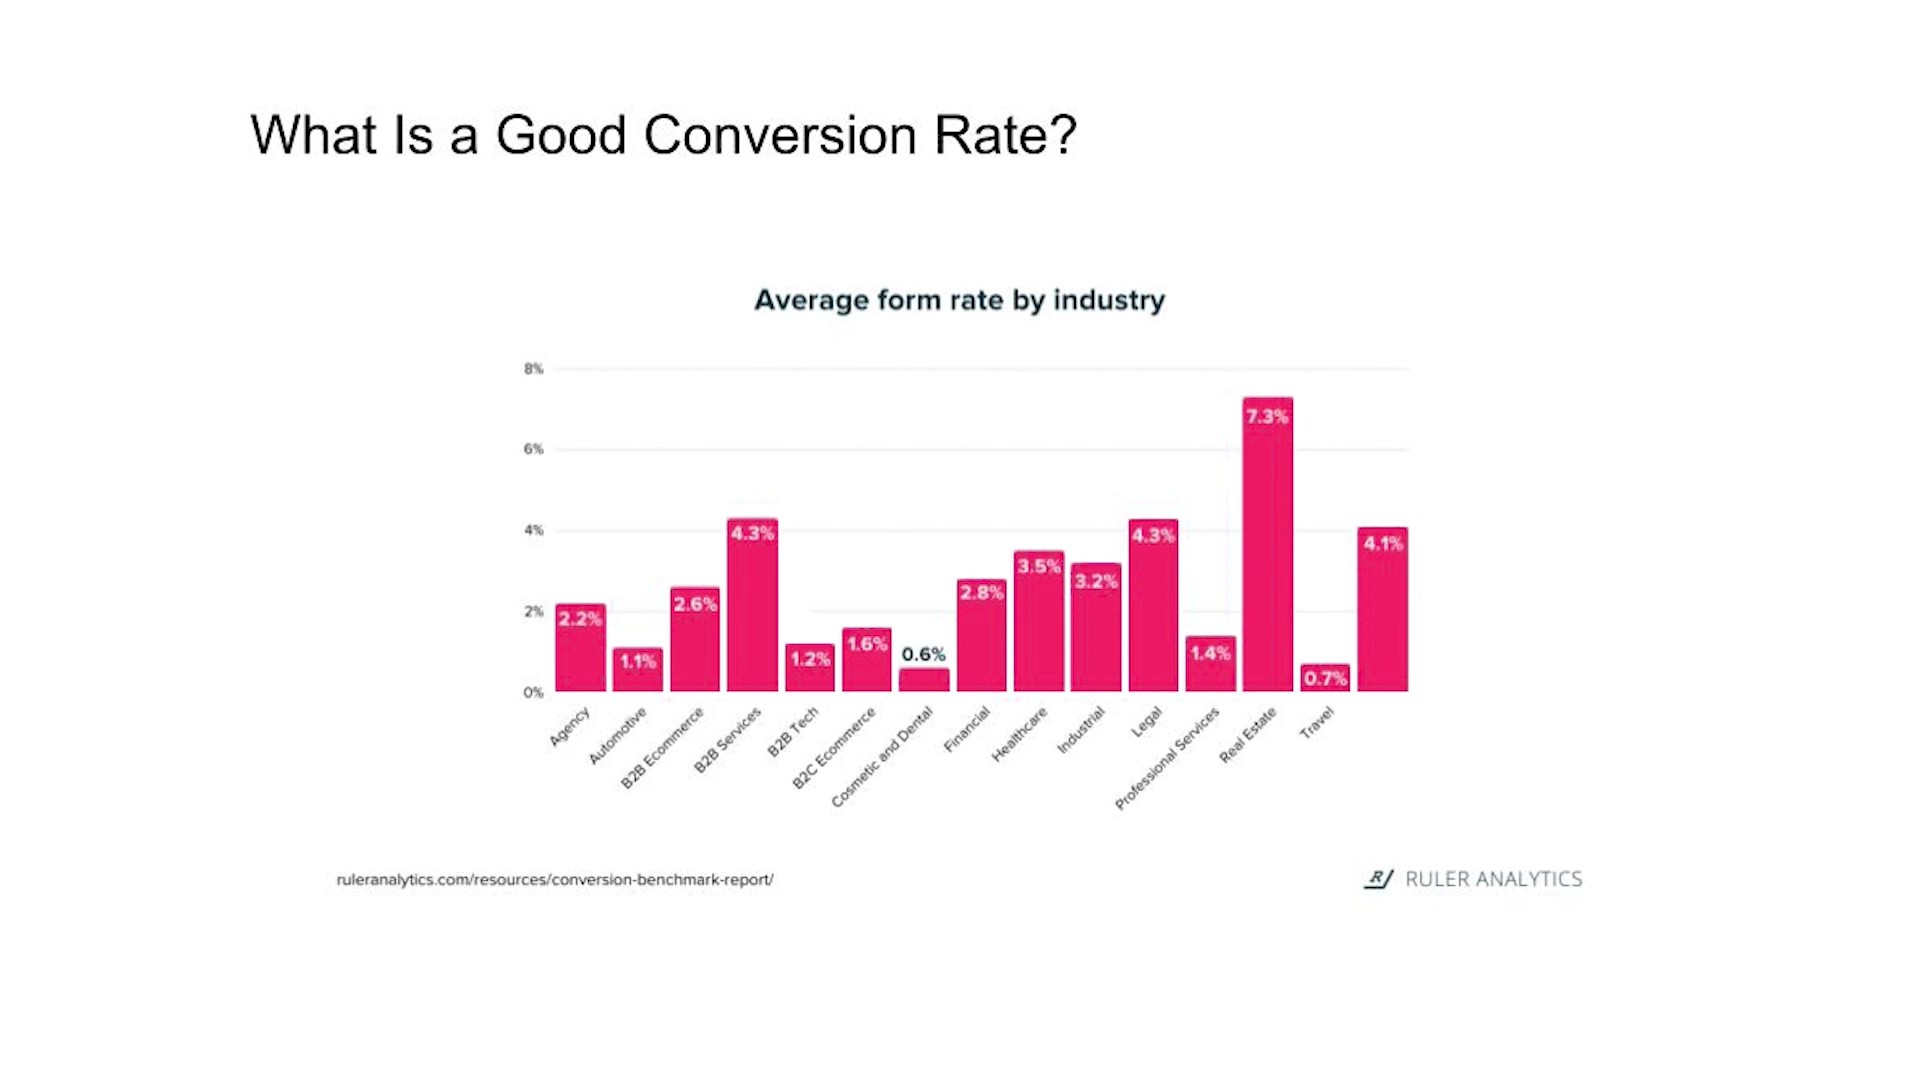 What Is a Good Conversion Rate?
Average form rate by industry
8%
6%
4%
2%
0%
2.2%
1.1%
2.6%
4.3%
1.2%
1.6%
0.6%
2.8%
3.5%
3.2%
4.3%
1.4%
7.3%
0.7%
4.1%
Agency
Automotive
B2B Ecommerce
B2B Services
B2B Tech
B2C Ecommerce
Cosmetic and Dental
Financial
Healthcare
Industrial
Legal
Professional Services
Real Estate
Travel
ruleranalytics.com/resources/conversion-benchmark-report/
R/ RULER ANALYTICS